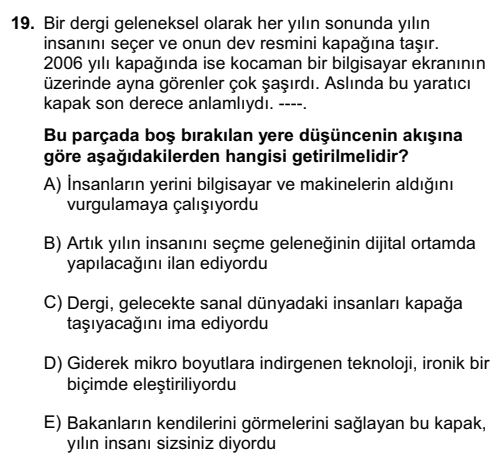 19. Bir dergi geleneksel olarak her yılın sonunda yılın
insanını seçer ve onun dev resmini kapağına taşır.
2006 yılı kapağında ise kocaman bir bilgisayar ekranının
üzerinde ayna görenler çok şaşırdı. Aslında bu yaratıcı
kapak son derece anlamlıydı. ----.
Bu parçada boş bırakılan yere düşüncenin akışına
göre aşağıdakilerden hangisi getirilmelidir?
A) İnsanların yerini bilgisayar ve makinelerin aldığını
vurgulamaya çalışıyordu
B) Artık yılın insanını seçme geleneğinin dijital ortamda
yapılacağını ilan ediyordu
C) Dergi, gelecekte sanal dünyadaki insanları kapağa
taşıyacağını ima ediyordu
D) Giderek mikro boyutlara indirgenen teknoloji, ironik bir
biçimde eleştiriliyordu
E) Bakanların kendilerini görmelerini sağlayan bu kapak,
yılın insanı sizsiniz diyordu